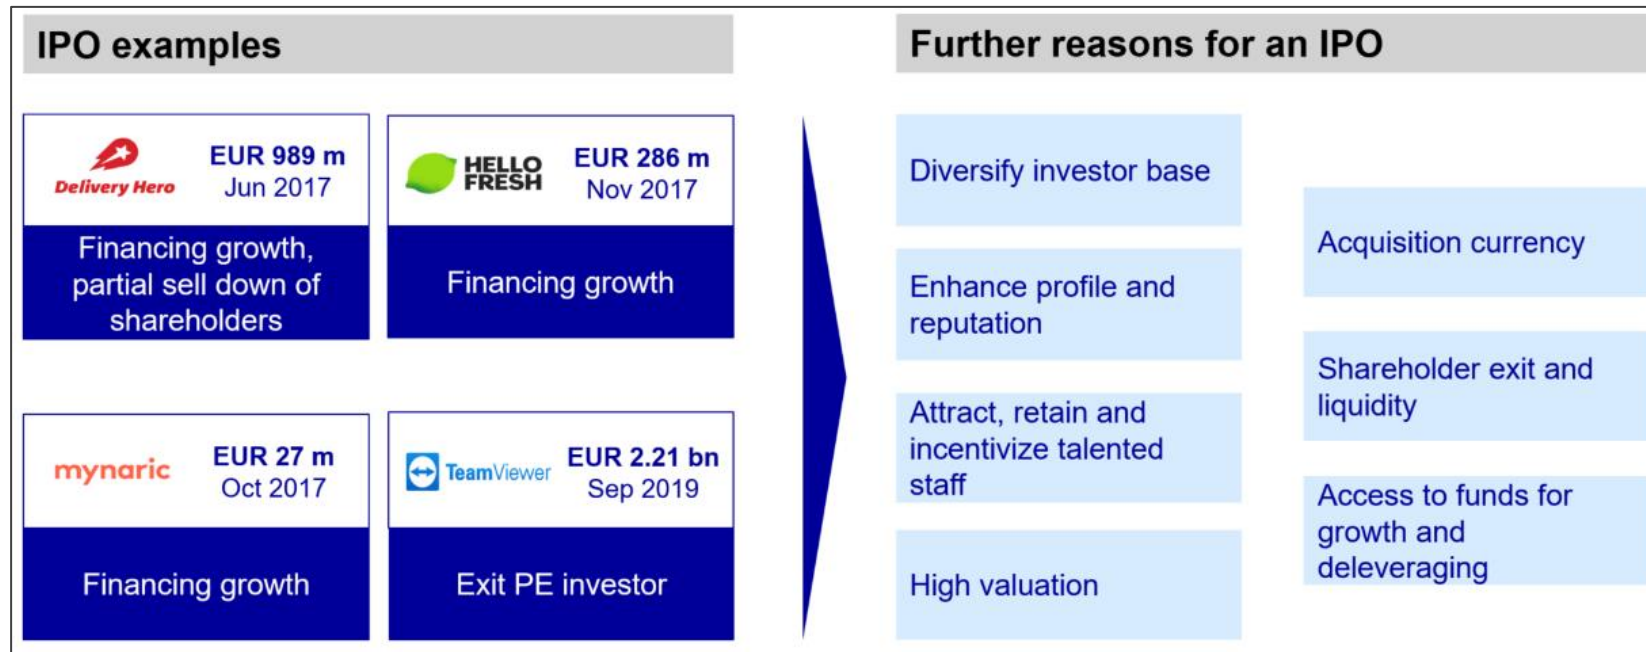 IPO examples
Delivery Hero
EUR 989 m
Jun 2017
Financing growth,
partial sell down of
shareholders
HELLO
FRESH
EUR 286 m
Nov 2017
Financing growth
mynaric
EUR 27 m
Oct 2017
Financing growth
TeamViewer
EUR 2.21 bn
Sep 2019
Exit PE investor
Further reasons for an IPO
Diversify investor base
Enhance profile and
reputation
Attract, retain and
incentivize talented
staff
High valuation
Acquisition currency
Shareholder exit and
liquidity
Access to funds for
growth and
deleveraging